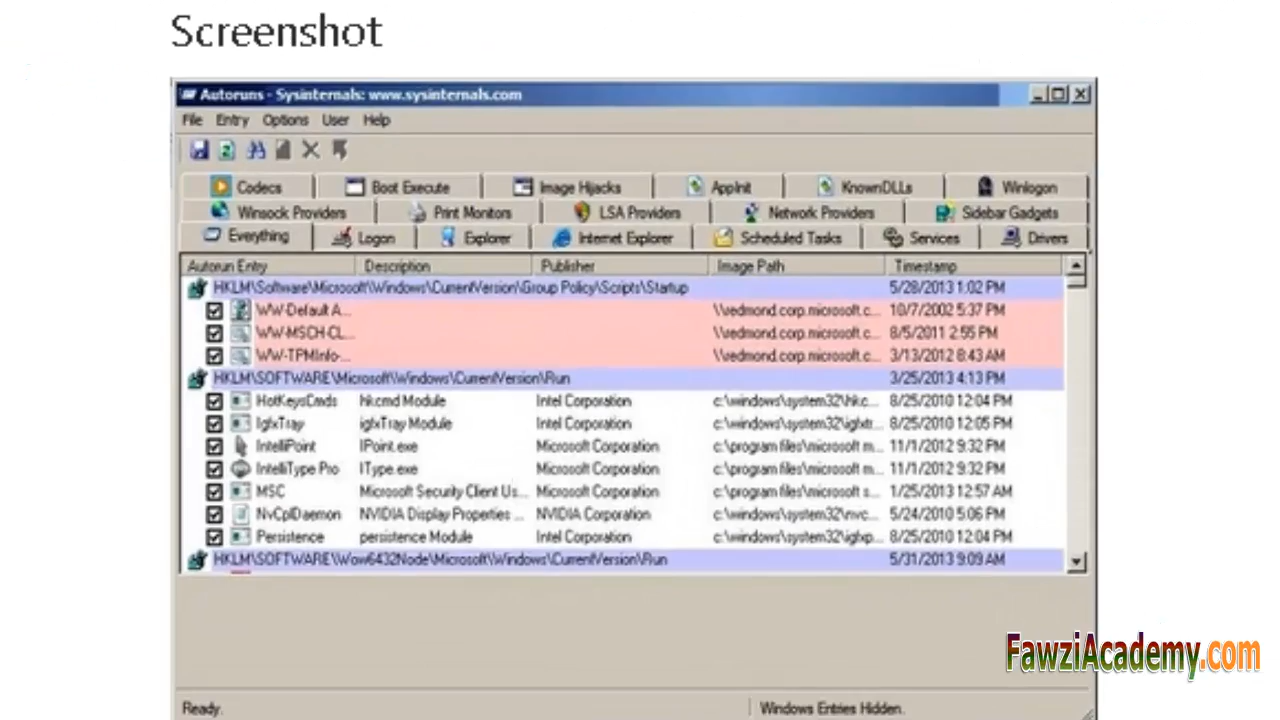 Screenshot
Autoruns - Sysinternals: www.sysinternals.com
File Entry Options User Help
Codecs Boot Execute Image Hijacks AppInit KnownDLLs Winlogon
Winsock Providers Print Monitors LSA Providers Network Providers Sidebar Gadgets
Everything Logon Explorer Internet Explorer Scheduled Tasks Services Drivers
Autorun Entry Description Publisher Image Path Timestamp
HKLM\Software\Microsoft\Windows\CurrentVersion\Group Policy\Scripts\Startup 5/28/2013 1:02 PM
WW-Default A... \\vedmond.corp.microsoft.c... 10/7/2002 5:37 PM
WW-MSCH-CL... \\vedmond.corp.microsoft.c... 8/5/2011 2:55 PM
WW-TPMInfo-... \\vedmond.corp.microsoft.c... 3/13/2012 8:43 AM
HKLM\SOFTWARE\Microsoft\Windows\CurrentVersion\Run 3/25/2013 4:13 PM
HotKeysCmds hkcmd Module Intel Corporation c:\windows\system32\hkc... 8/25/2010 12:04 PM
IgfxTray igfxTray Module Intel Corporation c:\windows\system32\igfxtr... 8/25/2010 12:05 PM
IntelliPoint IPoint.exe Microsoft Corporation c:\program files\microsoft m... 11/1/2012 9:32 PM
IntelliType Pro IType.exe Microsoft Corporation c:\program files\microsoft m... 11/1/2012 9:32 PM
MSC Microsoft Security Client Us... Microsoft Corporation c:\program files\microsoft s... 1/25/2013 12:57 AM
NvCplDaemon NVIDIA Display Properties ... NVIDIA Corporation c:\windows\system32\nvc... 5/24/2010 5:06 PM
Persistence persistence Module Intel Corporation c:\windows\system32\igfxp... 8/25/2010 12:04 PM
HKLM\SOFTWARE\Wow6432Node\Microsoft\Windows\CurrentVersion\Run 5/31/2013 9:09 AM
FawziAcademy.com
Ready. Windows Entries Hidden.